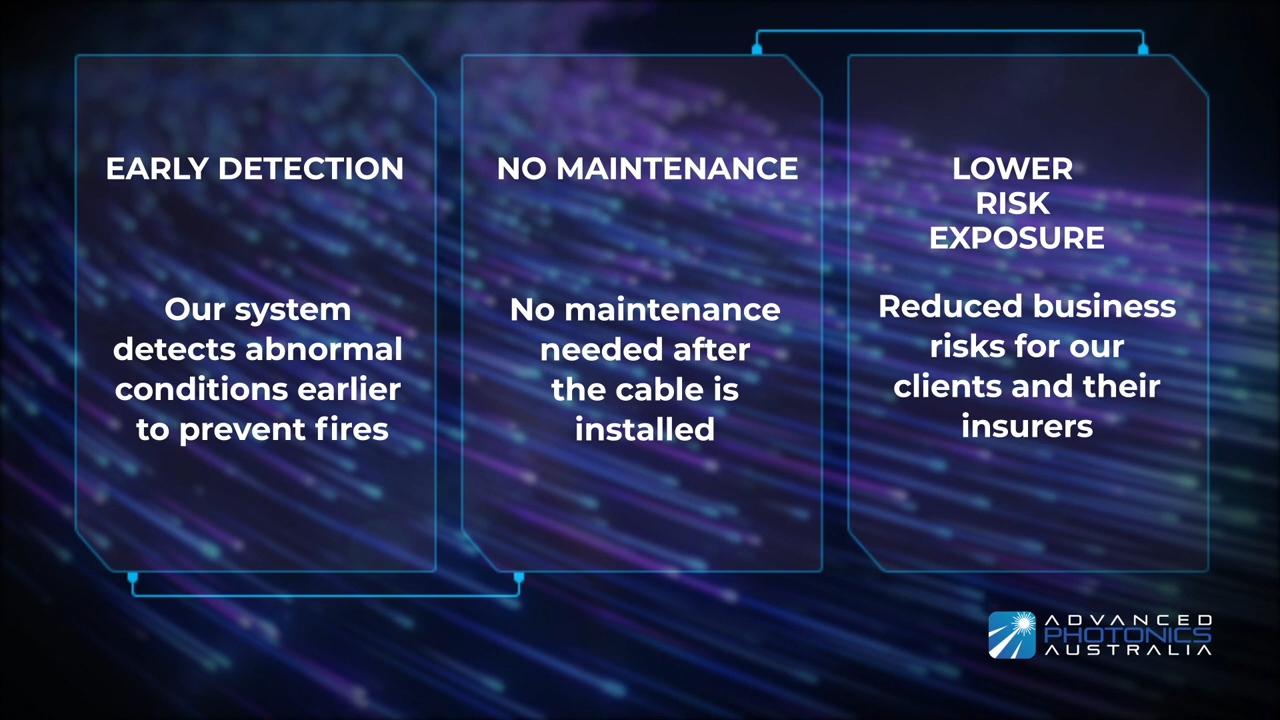 EARLY DETECTION
Our system
detects abnormal
conditions earlier
to prevent fires
NO MAINTENANCE
No maintenance
needed after
the cable is
installed
LOWER
RISK
EXPOSURE
Reduced business
risks for our
clients and their
insurers
ADVANCED
PHOTONICS
AUSTRALIA